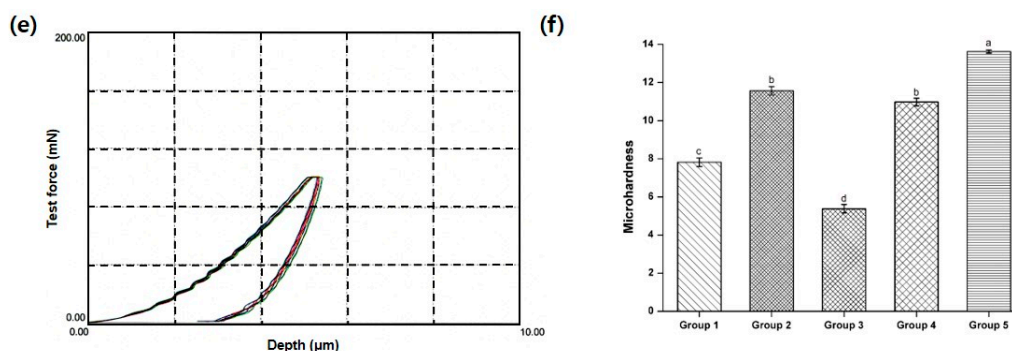 (e)
200.00
Test force (mN)
0.00
0.00
10.00
Depth (μm)
(f)
14
12
10
8
6
4
2
0
Microhardness
c
b
d
b
a
Group 1
Group 2
Group 3
Group 4
Group 5